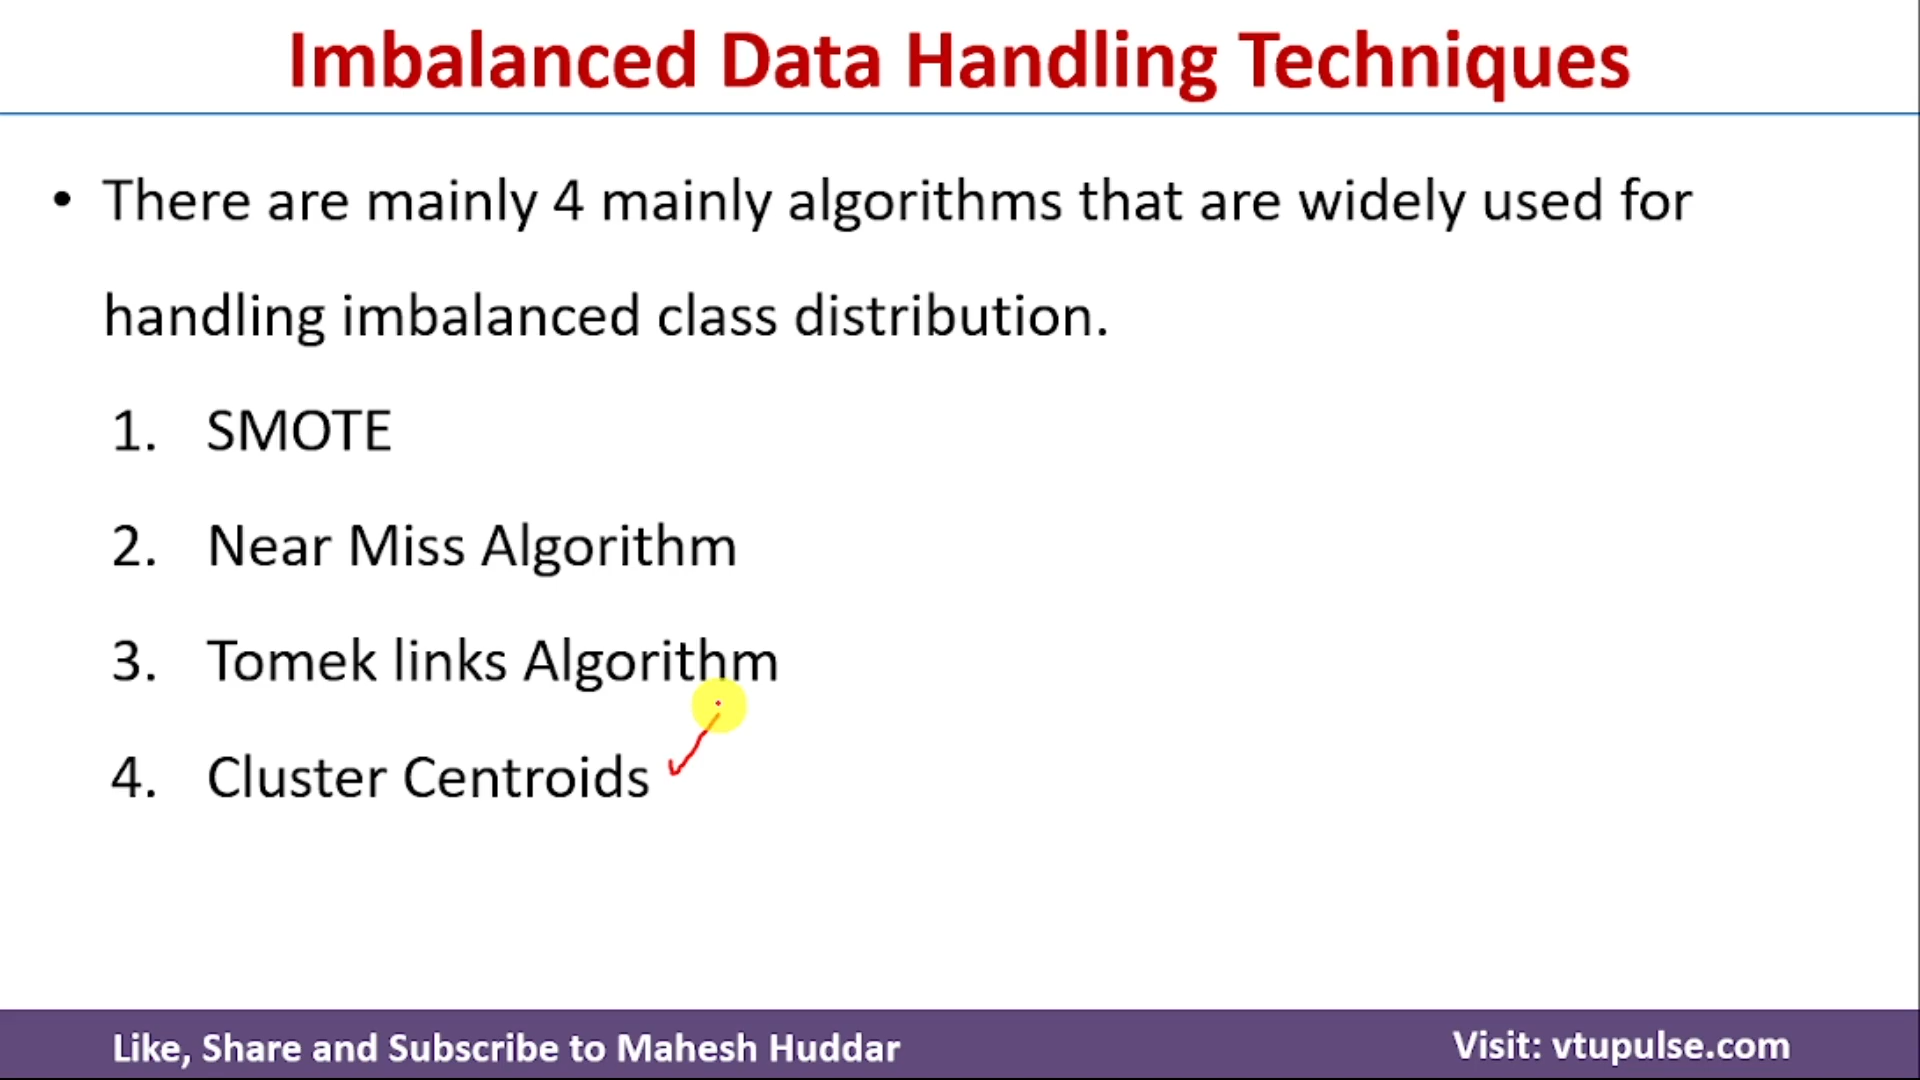 Imbalanced Data Handling Techniques
• There are mainly 4 mainly algorithms that are widely used for
handling imbalanced class distribution.
1. SMOTE
2. Near Miss Algorithm
3. Tomek links Algorithm
4. Cluster Centroids
Like, Share and Subscribe to Mahesh Huddar
Visit: vtupulse.com